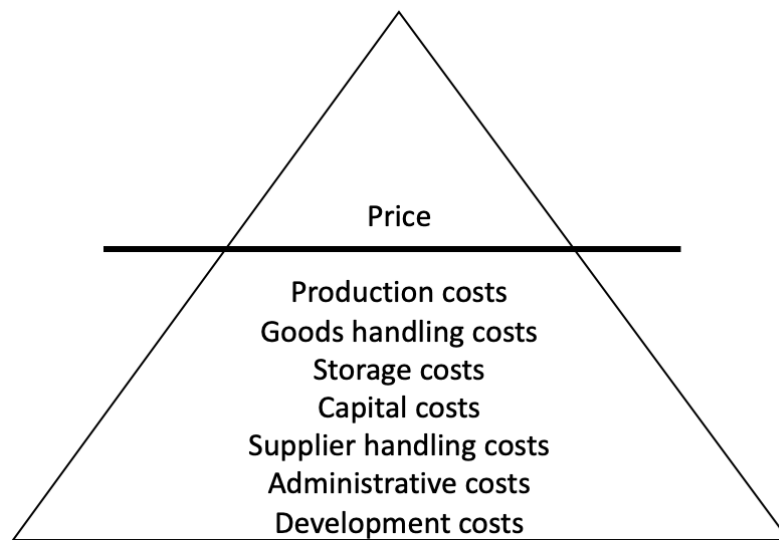 Price
Production costs
Goods handling costs
Storage costs
Capital costs
Supplier handling costs
Administrative costs
Development costs